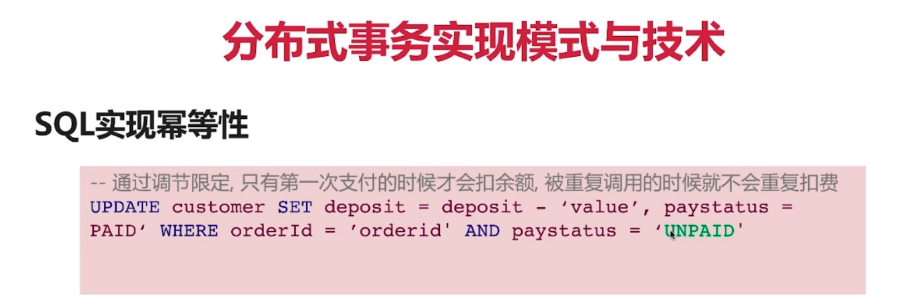 分布式事务实现模式与技术
SQL实现幂等性
-- 通过调节限定, 只有第一次支付的时候才会扣余额, 被重复调用的时候就不会重复扣费
UPDATE customer SET deposit = deposit – ‘value’, paystatus =
PAID‘ WHERE orderId = ’orderid' AND paystatus = ‘UNPAID'